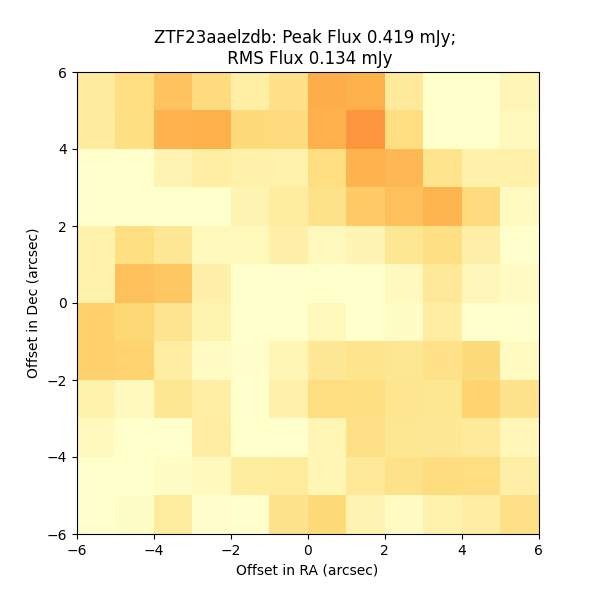 ZTF23aaelzdb: Peak Flux 0.419 mJy;
RMS Flux 0.134 mJy
6
4
2
0
−2
−4
−6
Offset in Dec (arcsec)
−6 −4 −2 0 2 4 6
Offset in RA (arcsec)